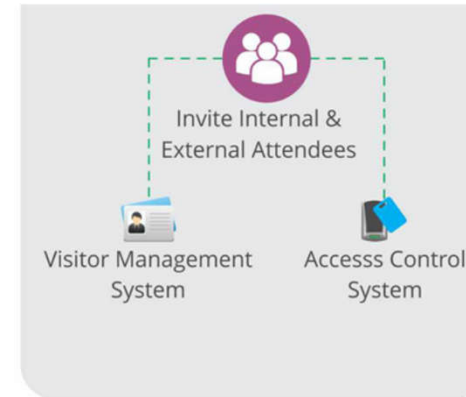 Invite Internal &
External Attendees
Visitor Management
System
Accesss Control
System